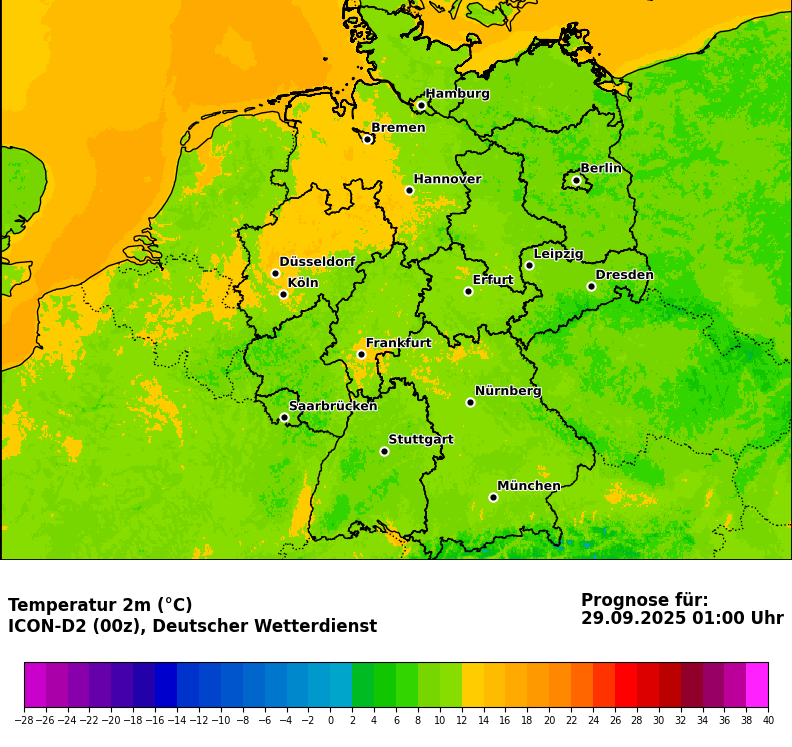 Hamburg
Bremen
Berlin
Hannover
Leipzig
Düsseldorf
Dresden
Köln
Erfurt
Frankfurt
Nürnberg
Saarbrücken
Stuttgart
München
Temperatur 2m (°C)
ICON-D2 (00z), Deutscher Wetterdienst
Prognose für:
29.09.2025 01:00 Uhr
−28 −26 −24 −22 −20 −18 −16 −14 −12 −10 −8 −6 −4 −2 0 2 4 6 8 10 12 14 16 18 20 22 24 26 28 30 32 34 36 38 40